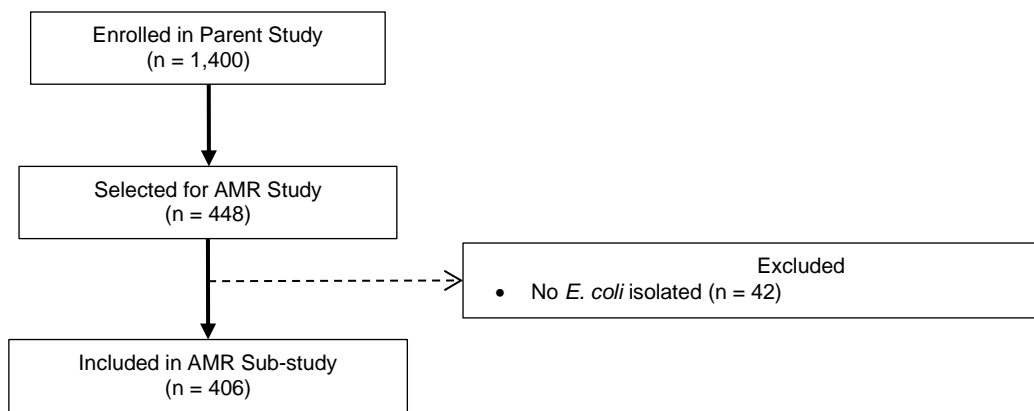 Enrolled in Parent Study
(n = 1,400)
Selected for AMR Study
(n = 448)
Excluded
• No E. coli isolated (n = 42)
Included in AMR Sub-study
(n = 406)